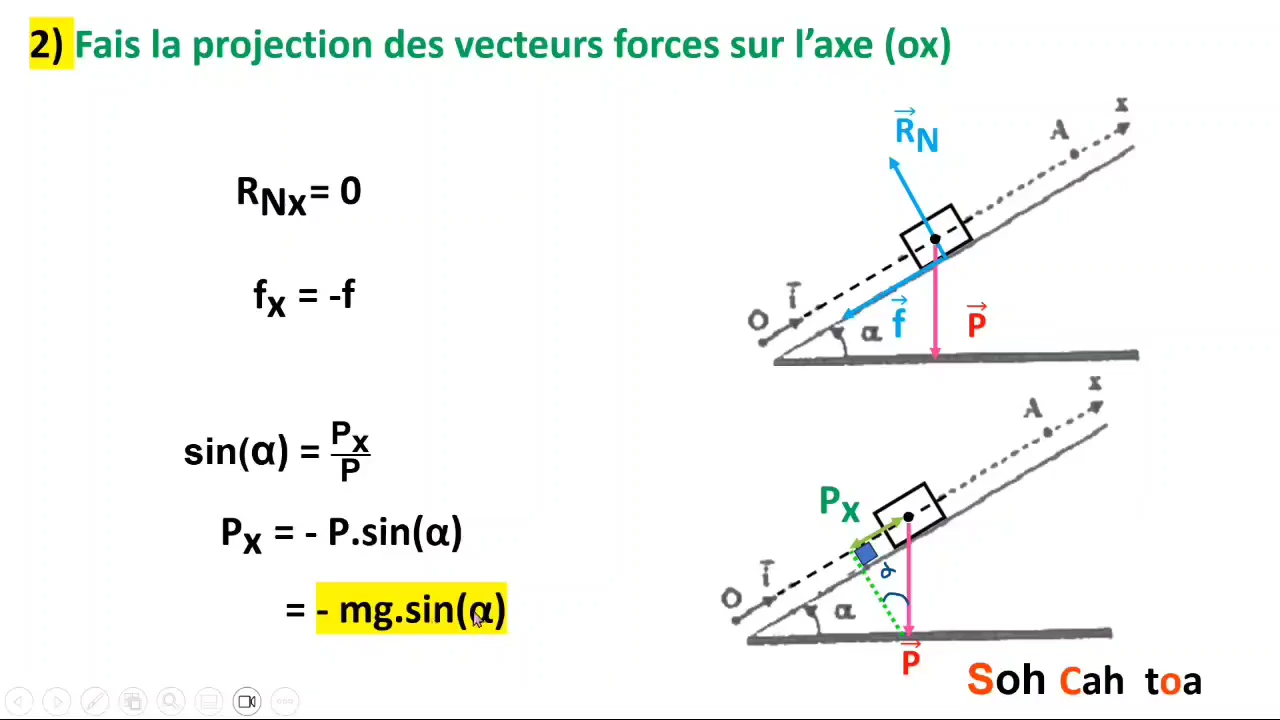 2) Fais la projection des vecteurs forces sur l’axe (ox)
R_Nx = 0
f_x = -f
sin(α) = P_x / P
P_x = - P.sin(α)
= - mg.sin(α)
R⃗_N
A
x
O
i⃗
α
f⃗
P⃗
x
A
P_x
O
i⃗
α
α
P⃗
Soh Cah toa